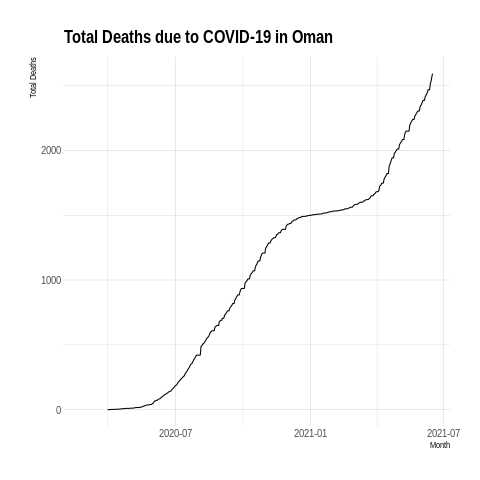 Total Deaths due to COVID-19 in Oman
Total Deaths
2000
1000
0
2020-07
2021-01
2021-07
Month